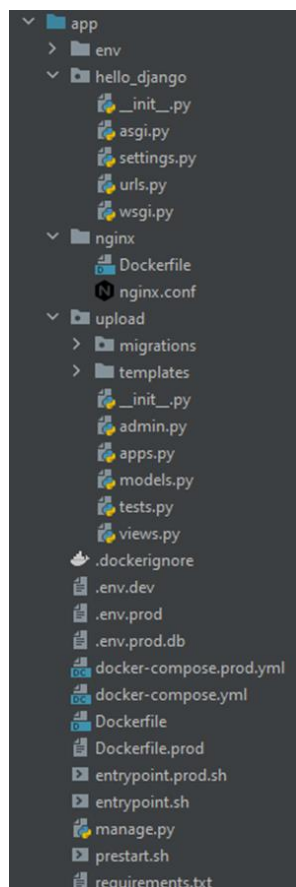 app
env
hello_django
__init__.py
asgi.py
settings.py
urls.py
wsgi.py
nginx
Dockerfile
nginx.conf
upload
migrations
templates
__init__.py
admin.py
apps.py
models.py
tests.py
views.py
.dockerignore
.env.dev
.env.prod
.env.prod.db
docker-compose.prod.yml
docker-compose.yml
Dockerfile
Dockerfile.prod
entrypoint.prod.sh
entrypoint.sh
manage.py
prestart.sh
requirements.txt